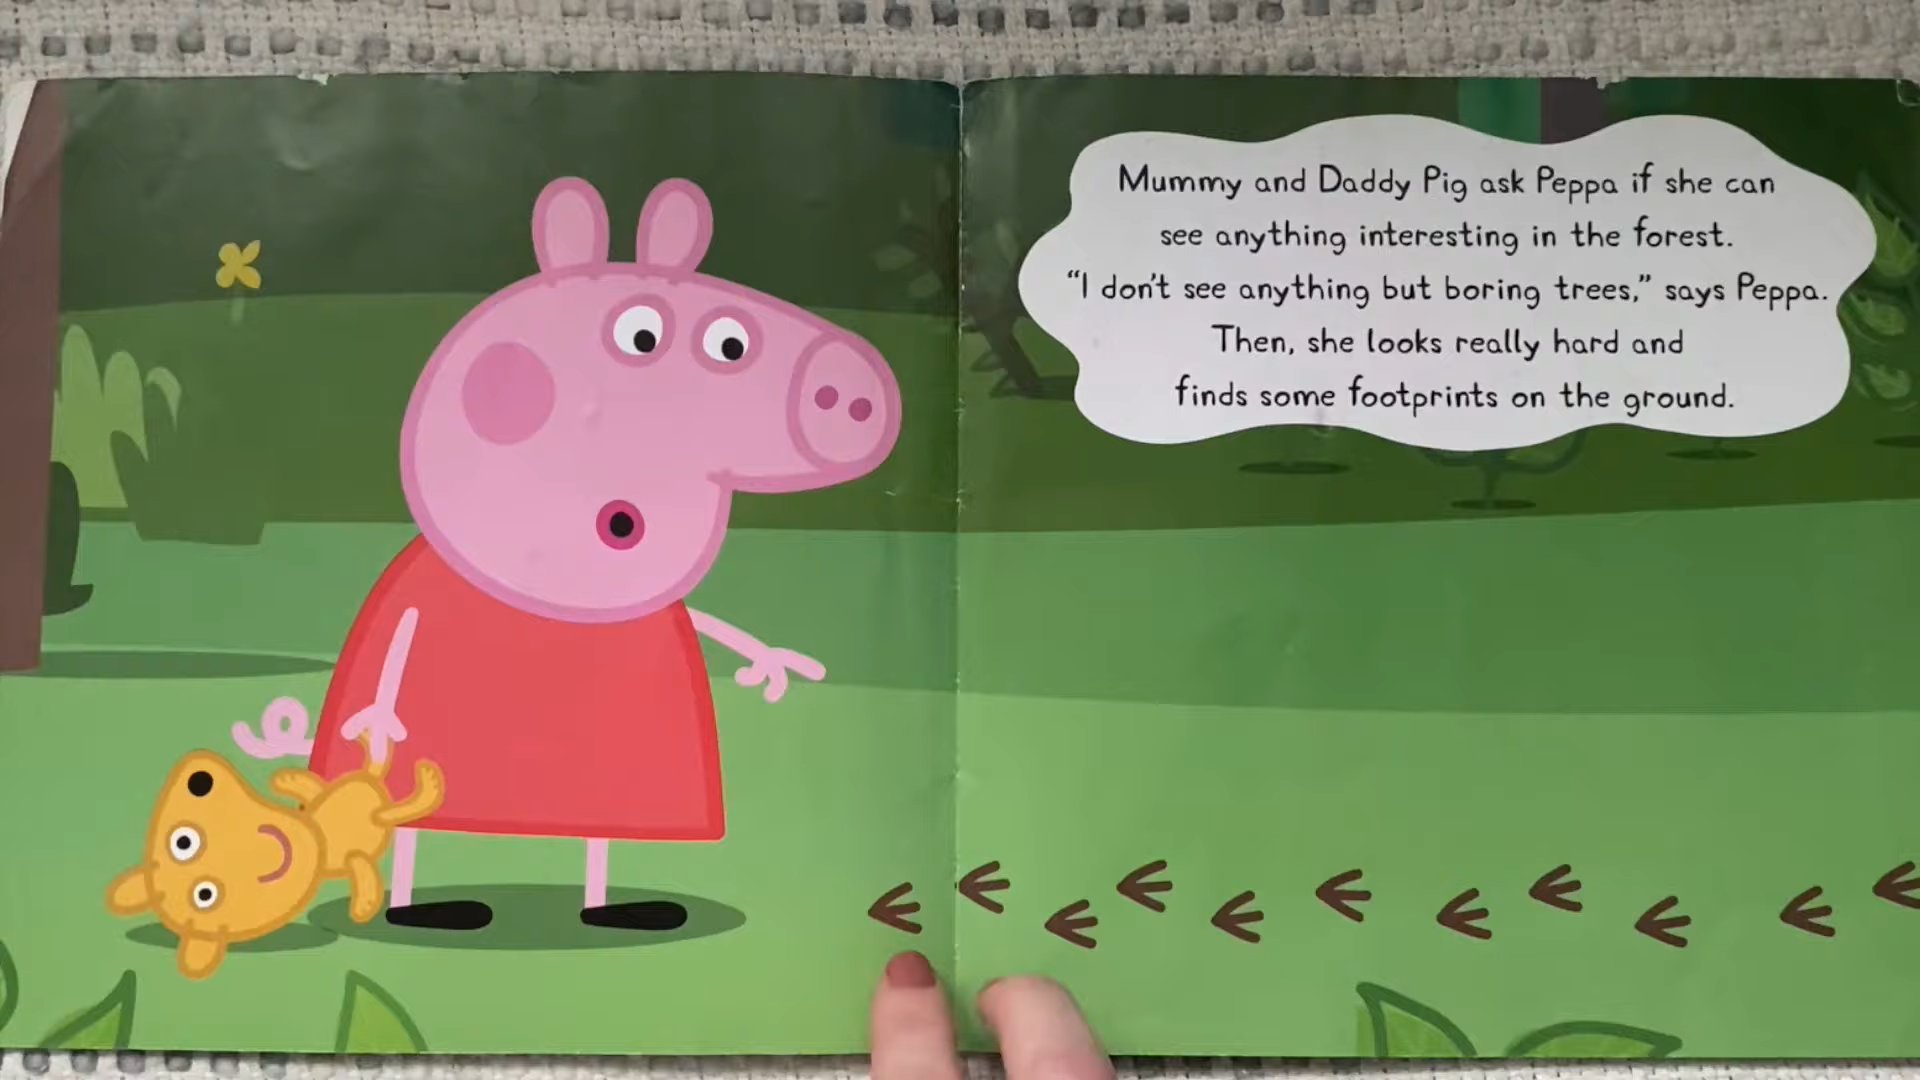 Mummy and Daddy Pig ask Peppa if she can
see anything interesting in the forest.
“I don't see anything but boring trees,” says Peppa.
Then, she looks really hard and
finds some footprints on the ground.